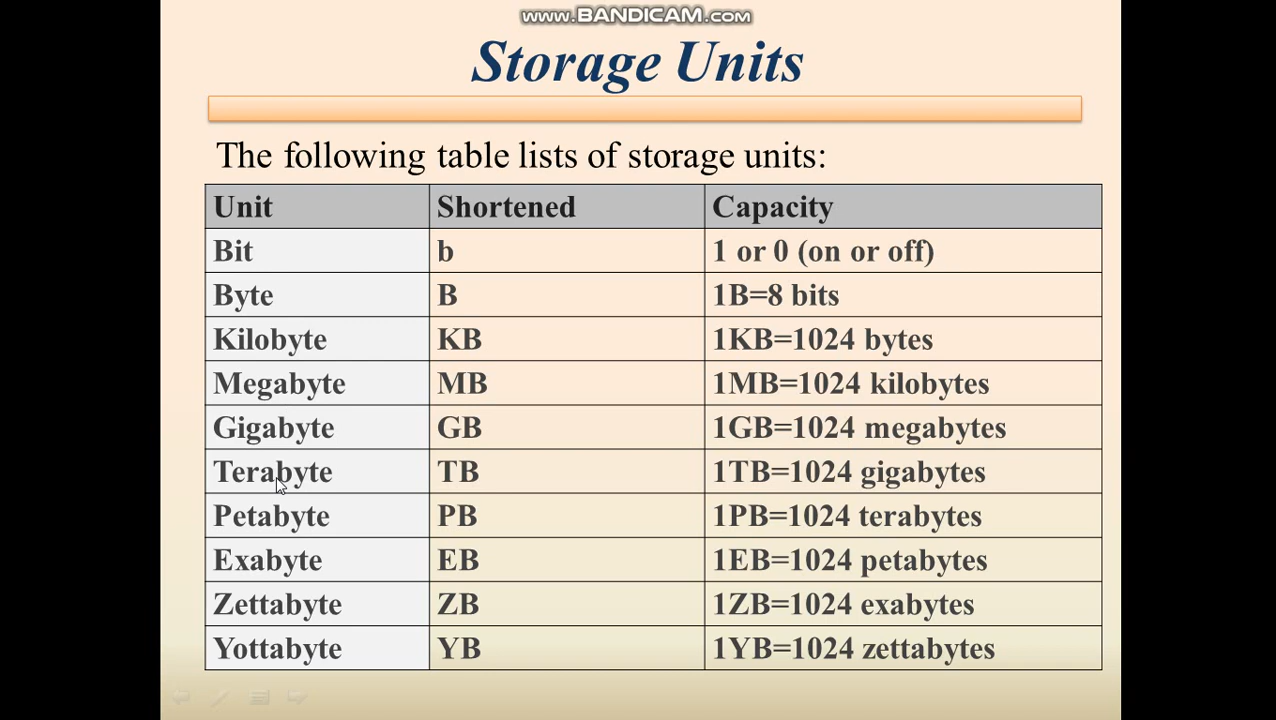 www.BANDICAM.com
Storage Units
The following table lists of storage units:
Unit Shortened Capacity
Bit b 1 or 0 (on or off)
Byte B 1B=8 bits
Kilobyte KB 1KB=1024 bytes
Megabyte MB 1MB=1024 kilobytes
Gigabyte GB 1GB=1024 megabytes
Terabyte TB 1TB=1024 gigabytes
Petabyte PB 1PB=1024 terabytes
Exabyte EB 1EB=1024 petabytes
Zettabyte ZB 1ZB=1024 exabytes
Yottabyte YB 1YB=1024 zettabytes